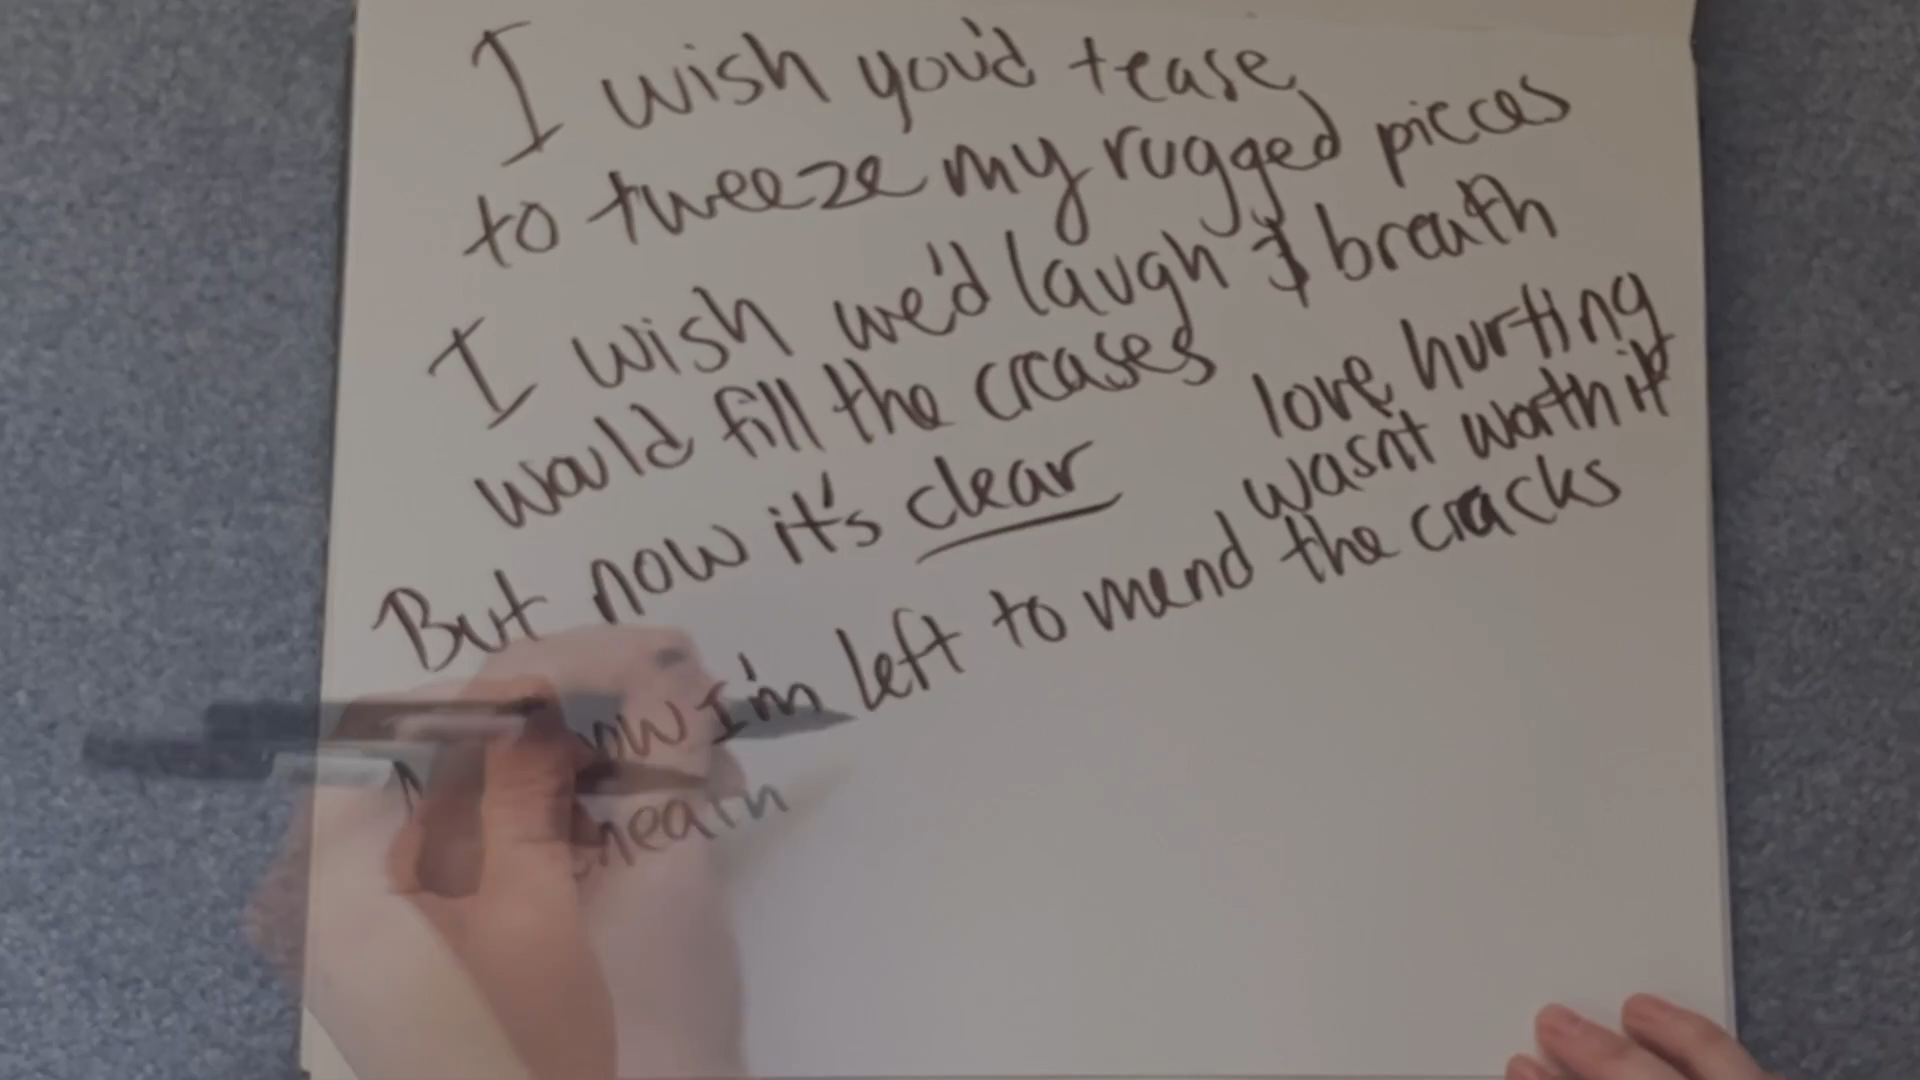 I wish you'd tease
to tweeze my rugged pieces
I wish we'd laugh & breath
would fill the creases
But now it's clear
love hurting
wasn't worth it
I'm left to mend the cracks